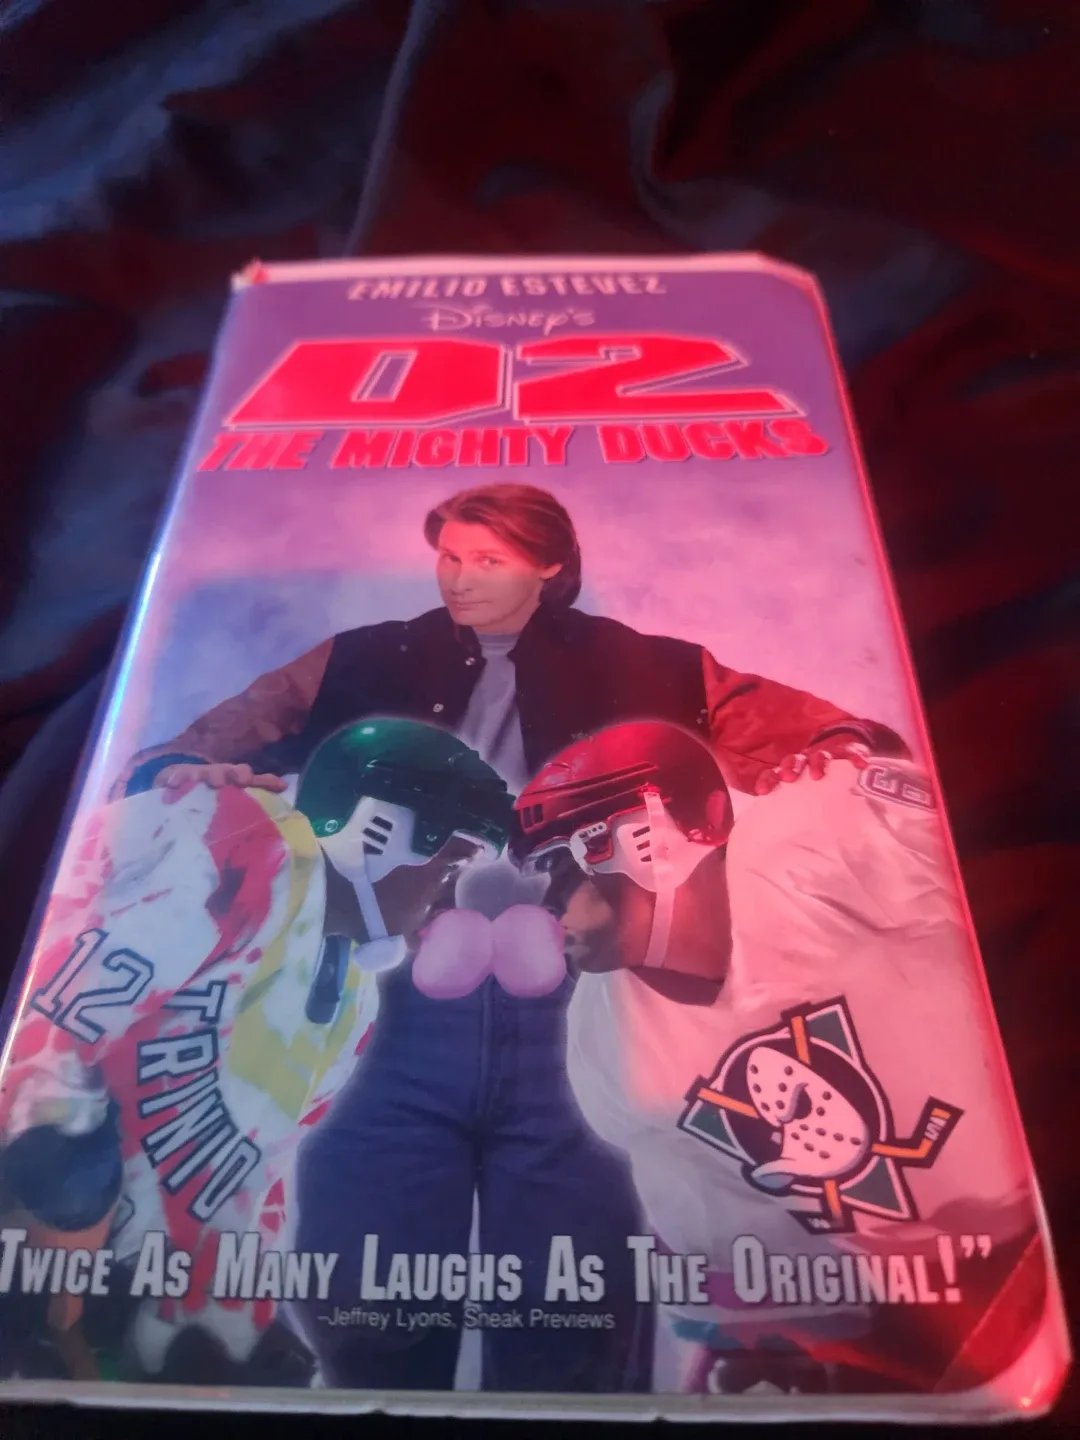 EMILIO ESTEVEZ
DISNEY'S
D2
THE MIGHTY DUCKS
12
TRINIO
TWICE AS MANY LAUGHS AS THE ORIGINAL!”
–Jeffrey Lyons, Sneak Previews